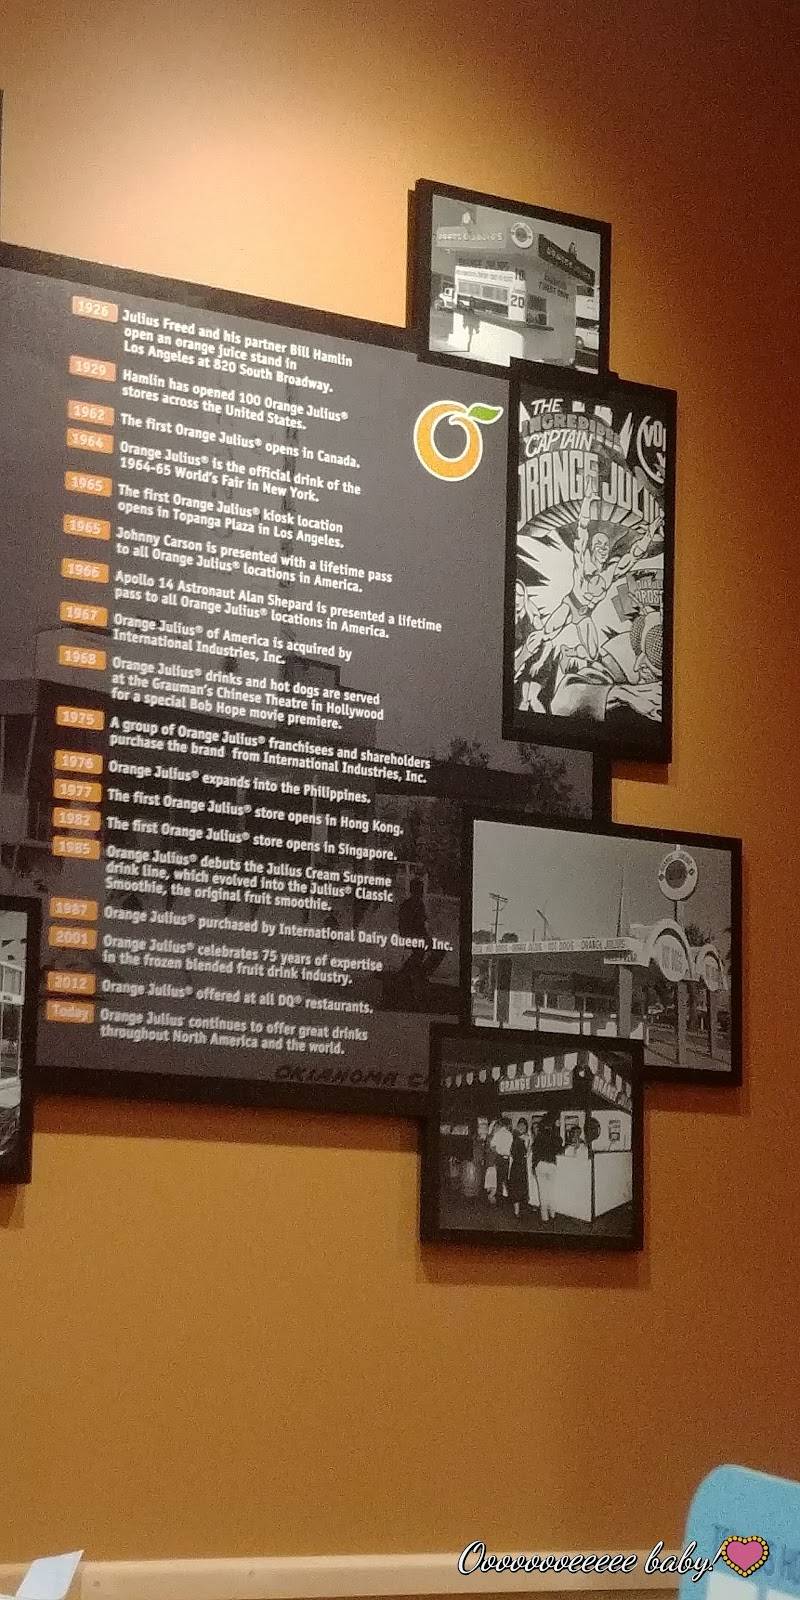 1926 Julius Freed and his partner Bill Hamlin
open an orange juice stand in
Los Angeles at 820 South Broadway.
1929 Hamlin has opened 100 Orange Julius®
stores across the United States.
1962 The first Orange Julius® opens in Canada.
1964 Orange Julius® is the official drink of the
1964-65 World's Fair in New York.
1965 The first Orange Julius® kiosk location
opens in Topanga Plaza in Los Angeles.
1965 Johnny Carson is presented with a lifetime pass
to all Orange Julius® locations in America.
1966 Apollo 14 Astronaut Alan Shepard is presented a lifetime
pass to all Orange Julius® locations in America.
1967 Orange Julius® of America is acquired by
International Industries, Inc.
1968 Orange Julius® drinks and hot dogs are served
at the Grauman's Chinese Theatre in Hollywood
for a special Bob Hope movie premiere.
1975 A group of Orange Julius® franchisees and shareholders
purchase the brand from International Industries, Inc.
1976 Orange Julius® expands into the Philippines.
1977 The first Orange Julius® store opens in Hong Kong.
1982 The first Orange Julius® store opens in Singapore.
1985 Orange Julius® debuts the Julius Cream Supreme
drink line, which evolved into the Julius® Classic
Smoothie, the original fruit smoothie.
1987 Orange Julius® purchased by International Dairy Queen, Inc.
2001 Orange Julius® celebrates 75 years of expertise
in the frozen blended fruit drink industry.
2012 Orange Julius® offered at all DQ® restaurants.
Today Orange Julius continues to offer great drinks
throughout North America and the world.
OKLAHOMA C
10
20
THE
INCREDIBLE
CAPTAIN
ORANGE JULIUS
ORANGE JULIUS
HOT DOGS
ORANGE JULIUS
Ooooooooeeeeee baby!